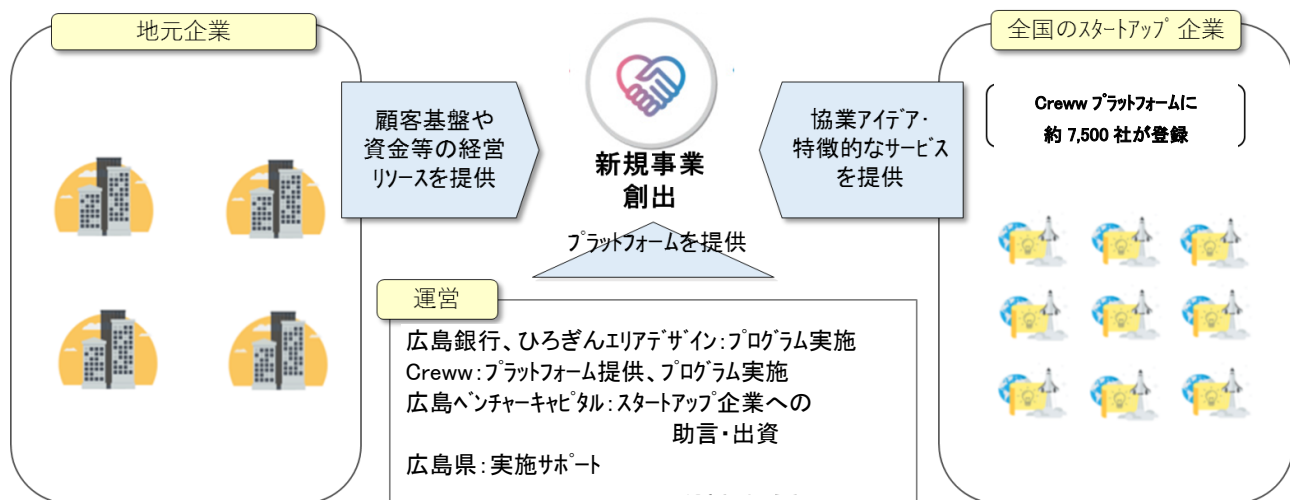 地元企業
全国のスタートアップ 企業
顧客基盤や
資金等の経営
リソースを提供
新規事業
創出
協業アイデア・
特徴的なサービス
を提供
Creww プラットフォームに
約 7,500 社が登録
プラットフォームを提供
運営
広島銀行、ひろぎんエリアデザイン：プログラム実施
Creww：プラットフォーム提供、プログラム実施
広島ベンチャーキャピタル：スタートアップ企業への
助言・出資
広島県：実施サポート